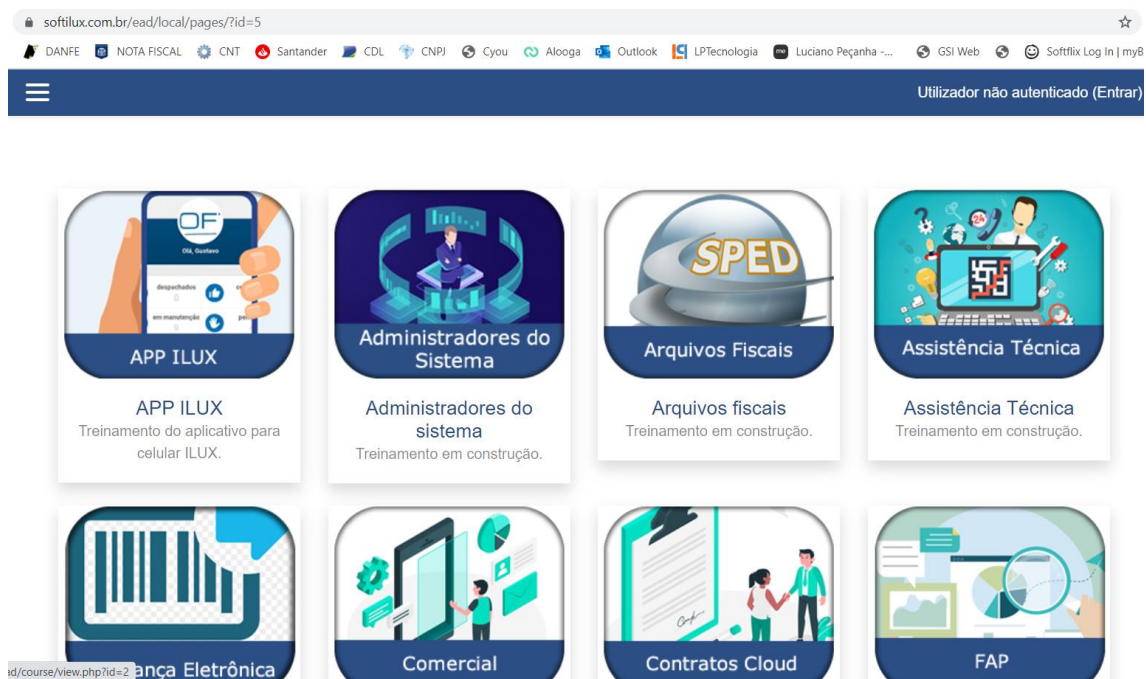 softilux.com.br/ead/local/pages/?id=5
DANFE NOTA FISCAL CNT Santander CDL CNPJ Cyou Alooga Outlook LPTecnologia Luciano Peçanha -... GSI Web Softflix Log In | myB
Utilizador não autenticado (Entrar)
OF
Olá, Gustavo
despachados
0
em manutenção
APP ILUX
Administradores do
Sistema
SPED
Arquivos Fiscais
24
Assistência Técnica
APP ILUX
Treinamento do aplicativo para
celular ILUX.
Administradores do
sistema
Treinamento em construção.
Arquivos fiscais
Treinamento em construção.
Assistência Técnica
Treinamento em construção.
ança Eletrônica
Comercial
Contratos Cloud
FAP
ad/course/view.php?id=2